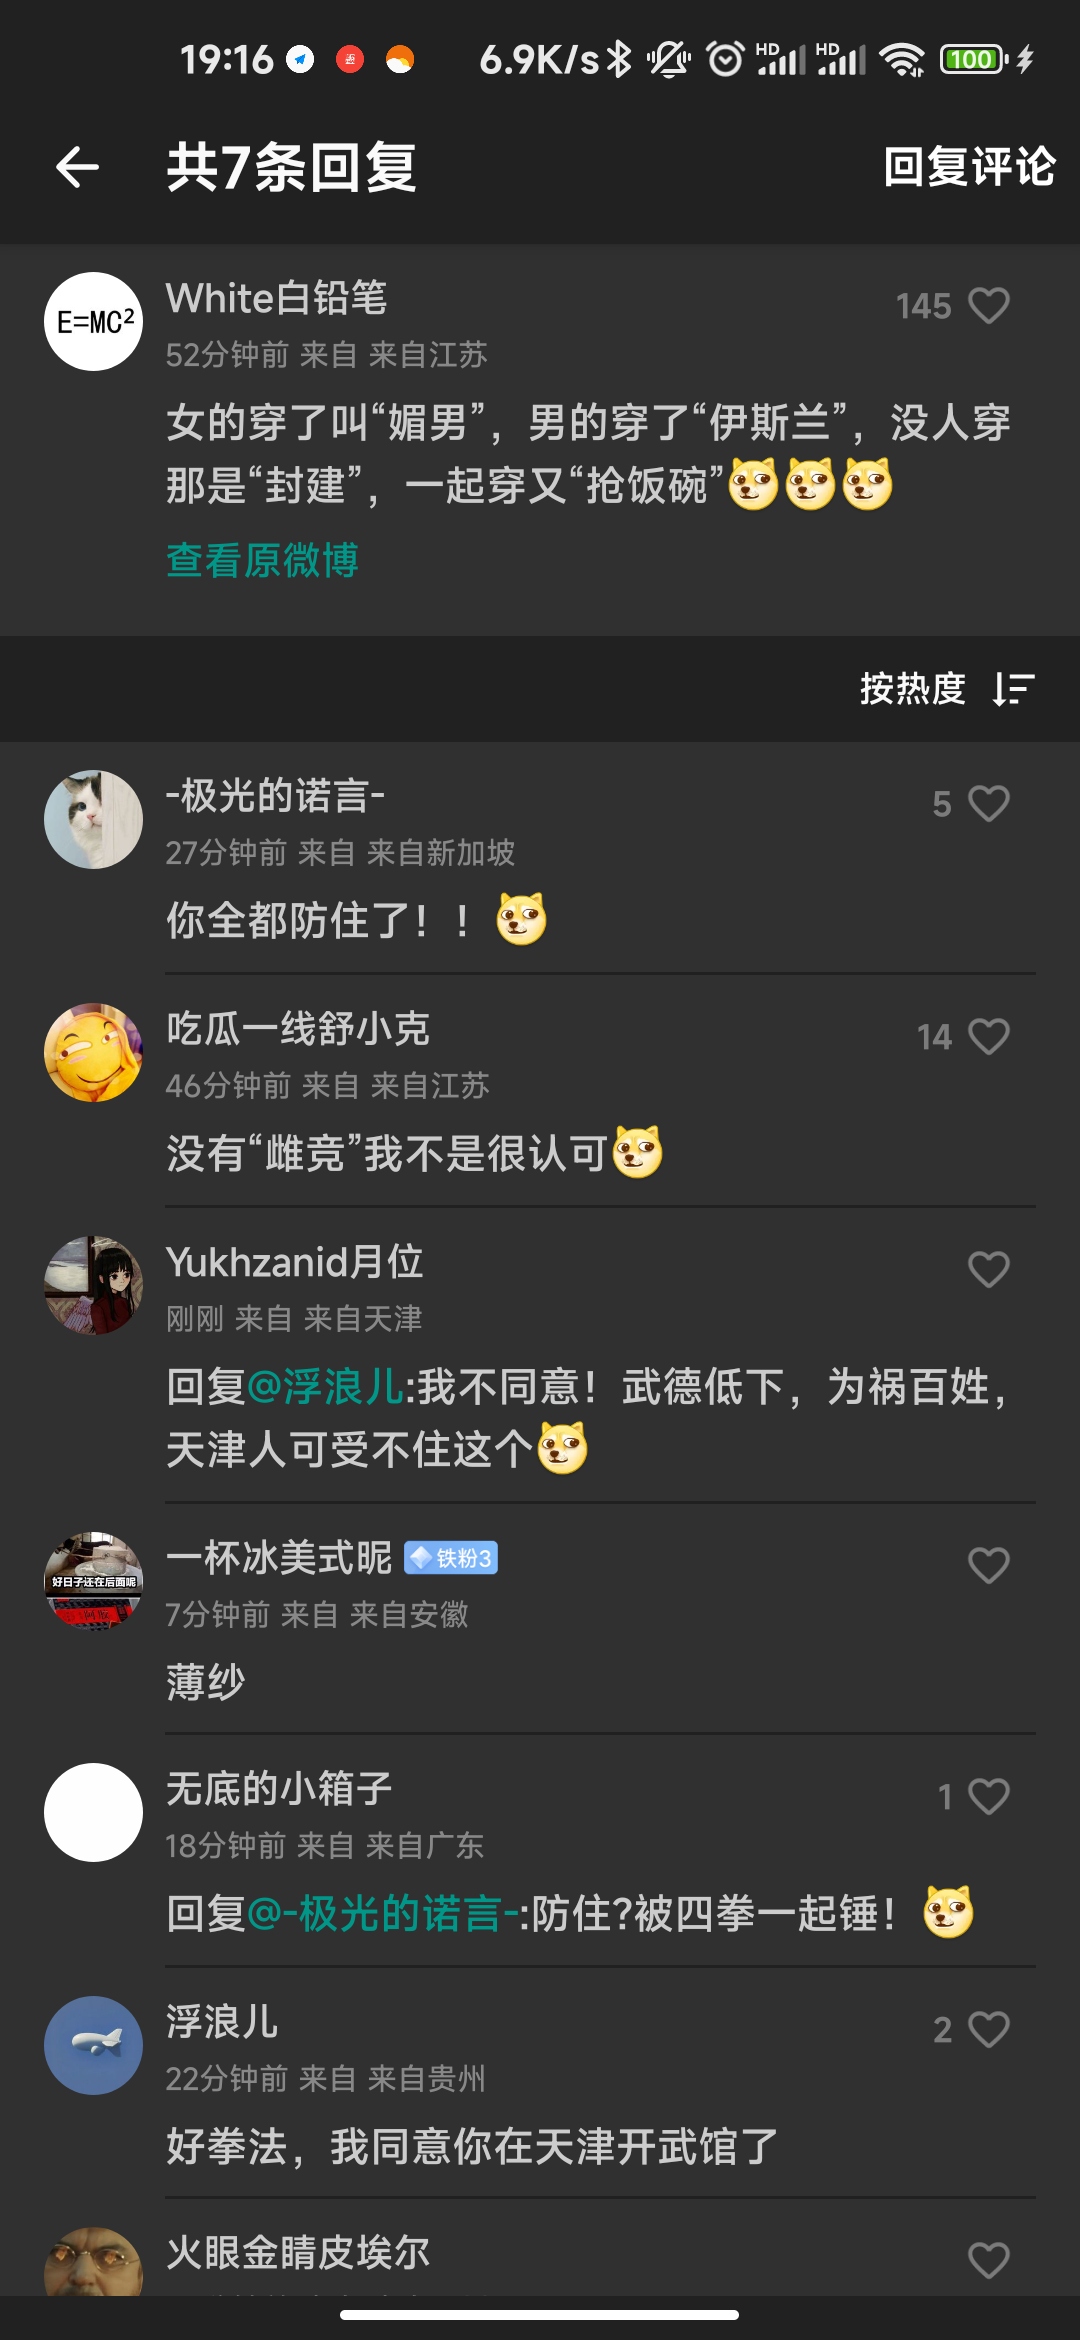 19:16 6.9K/s HD HD 100
共7条回复 回复评论
E=MC²
White白铅笔 145
52分钟前 来自 来自江苏
女的穿了叫“媚男”，男的穿了“伊斯兰”，没人穿
那是“封建”，一起穿又“抢饭碗”
查看原微博
按热度
-极光的诺言- 5
27分钟前 来自 来自新加坡
你全都防住了！！
吃瓜一线舒小克 14
46分钟前 来自 来自江苏
没有“雌竞”我不是很认可
Yukhzanid月位
刚刚 来自 来自天津
回复@浮浪儿:我不同意！武德低下，为祸百姓，
天津人可受不住这个
一杯冰美式昵 铁粉3
好日子还在后面呢
7分钟前 来自 来自安徽
薄纱
无底的小箱子 1
18分钟前 来自 来自广东
回复@-极光的诺言-:防住?被四拳一起锤！
浮浪儿 2
22分钟前 来自 来自贵州
好拳法，我同意你在天津开武馆了
火眼金睛皮埃尔